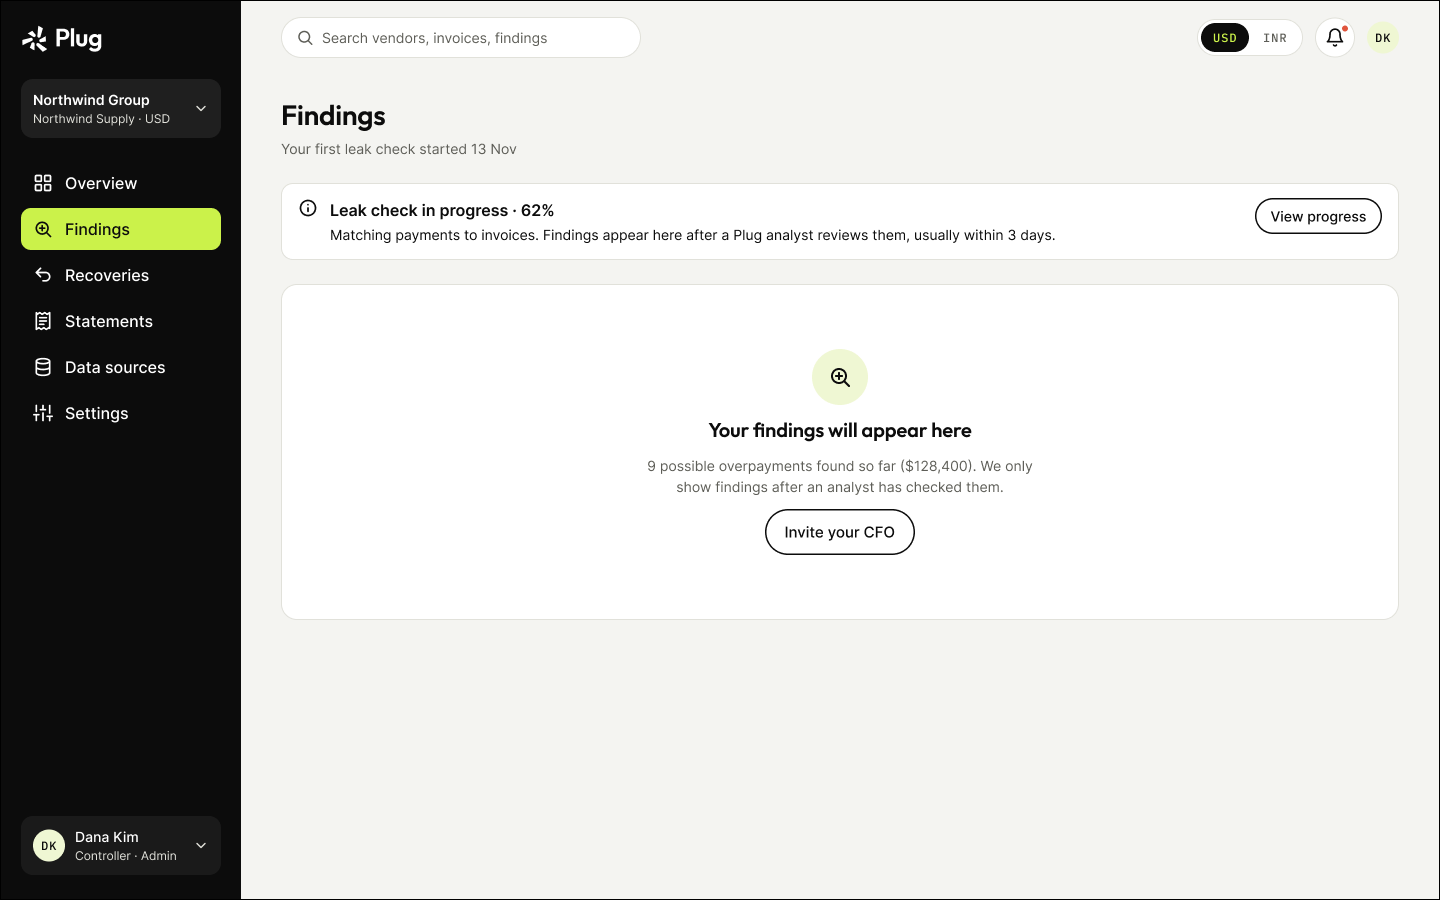 Plug
Search vendors, invoices, findings
USD
INR
DK
Northwind Group
Northwind Supply · USD
Overview
Findings
Recoveries
Statements
Data sources
Settings
Findings
Your first leak check started 13 Nov
Leak check in progress · 62%
Matching payments to invoices. Findings appear here after a Plug analyst reviews them, usually within 3 days.
View progress
Your findings will appear here
9 possible overpayments found so far ($128,400). We only
show findings after an analyst has checked them.
Invite your CFO
DK
Dana Kim
Controller · Admin